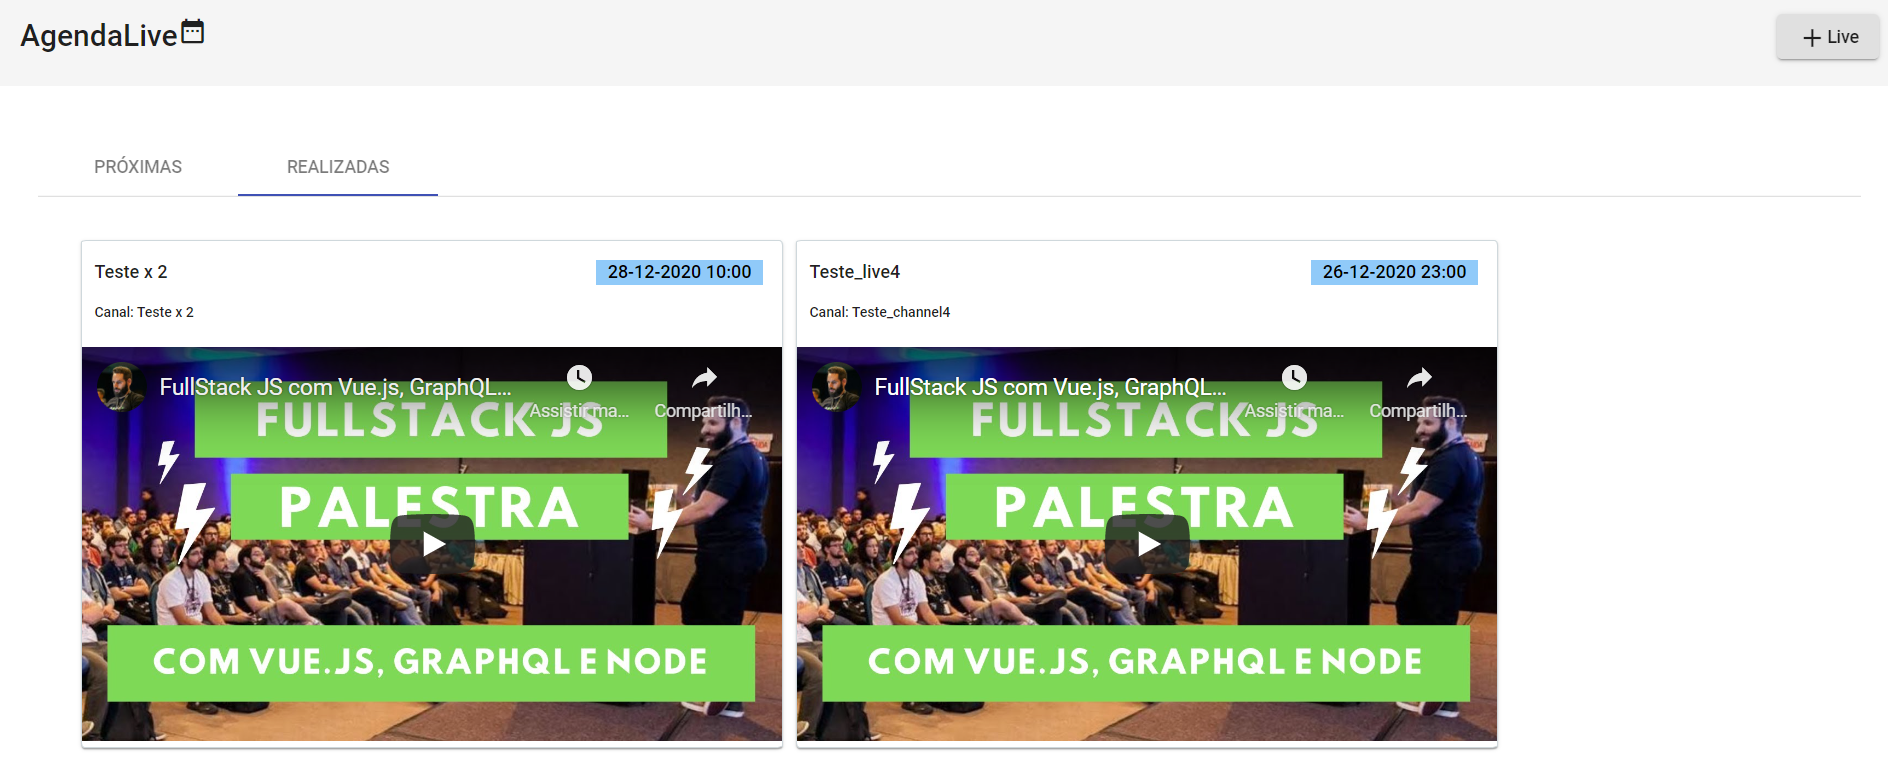 AgendaLive
+ Live
PRÓXIMAS
REALIZADAS
Teste x 2
28-12-2020 10:00
Canal: Teste x 2
FullStack JS com Vue.js, GraphQL...
Assistir ma...
Compartilh...
FULLSTACK JS
PALESTRA
COM VUE.JS, GRAPHQL E NODE
Teste_live4
26-12-2020 23:00
Canal: Teste_channel4
FullStack JS com Vue.js, GraphQL...
Assistir ma...
Compartilh...
FULLSTACK JS
PALESTRA
COM VUE.JS, GRAPHQL E NODE